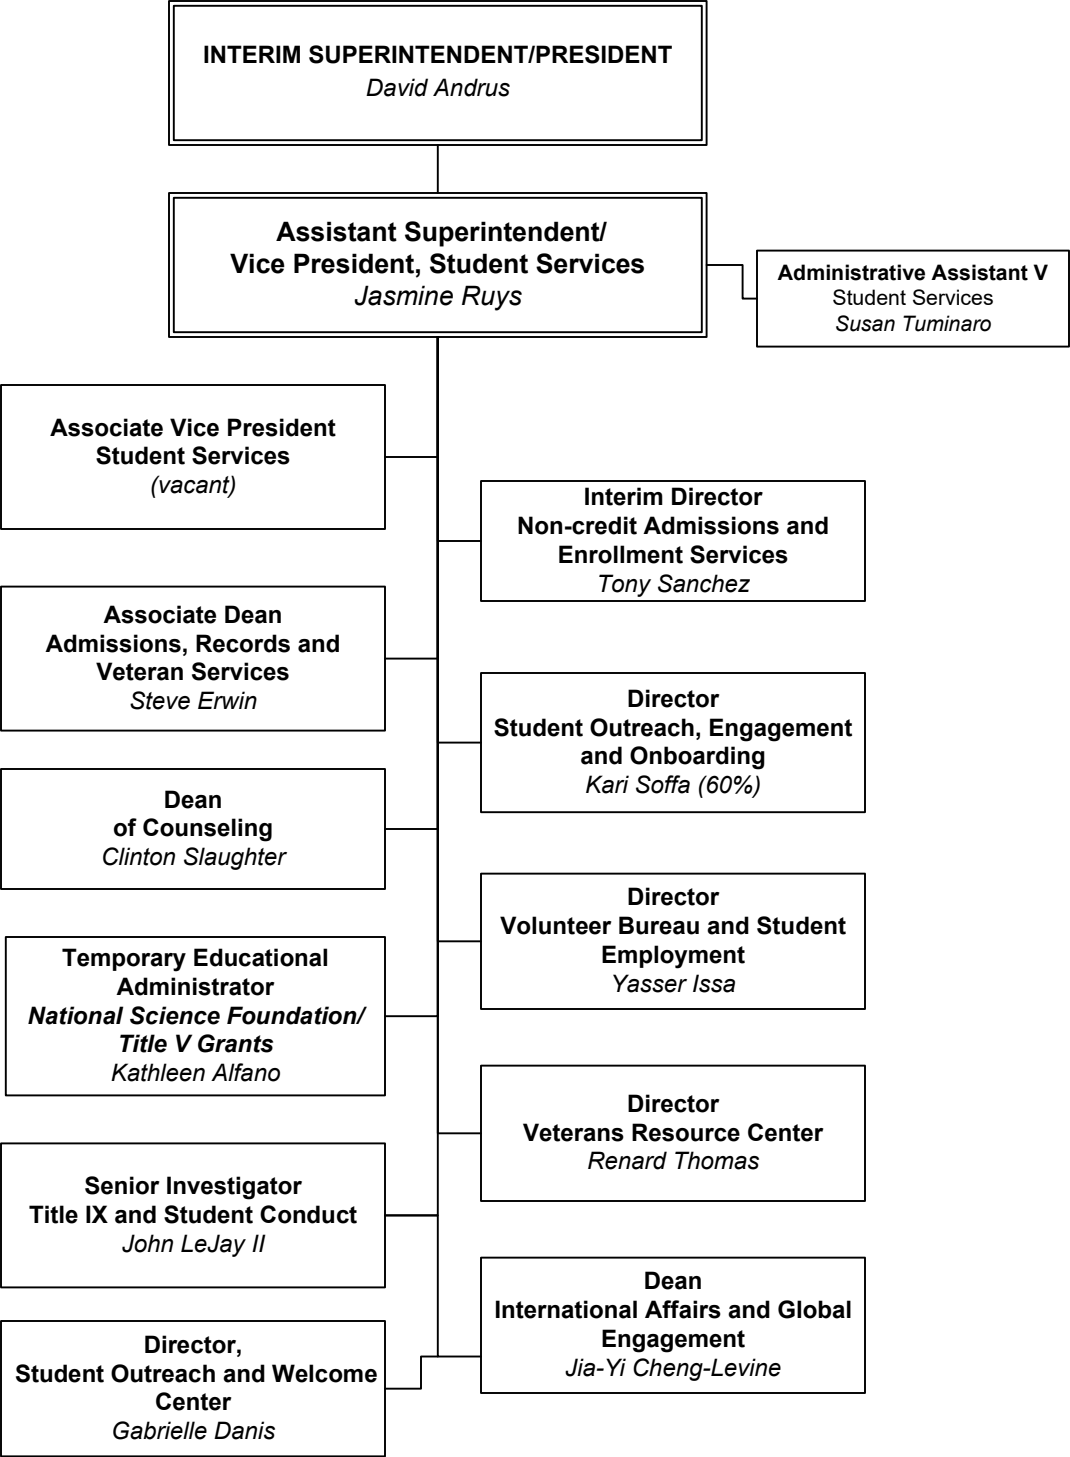 INTERIM SUPERINTENDENT/PRESIDENT
David Andrus
Assistant Superintendent/
Vice President, Student Services
Jasmine Ruys
Administrative Assistant V
Student Services
Susan Tuminaro
Associate Vice President
Student Services
(vacant)
Interim Director
Non-credit Admissions and
Enrollment Services
Tony Sanchez
Associate Dean
Admissions, Records and
Veteran Services
Steve Erwin
Director
Student Outreach, Engagement
and Onboarding
Kari Soffa (60%)
Dean
of Counseling
Clinton Slaughter
Director
Volunteer Bureau and Student
Employment
Yasser Issa
Temporary Educational
Administrator
National Science Foundation/
Title V Grants
Kathleen Alfano
Director
Veterans Resource Center
Renard Thomas
Senior Investigator
Title IX and Student Conduct
John LeJay II
Dean
International Affairs and Global
Engagement
Jia-Yi Cheng-Levine
Director,
Student Outreach and Welcome
Center
Gabrielle Danis